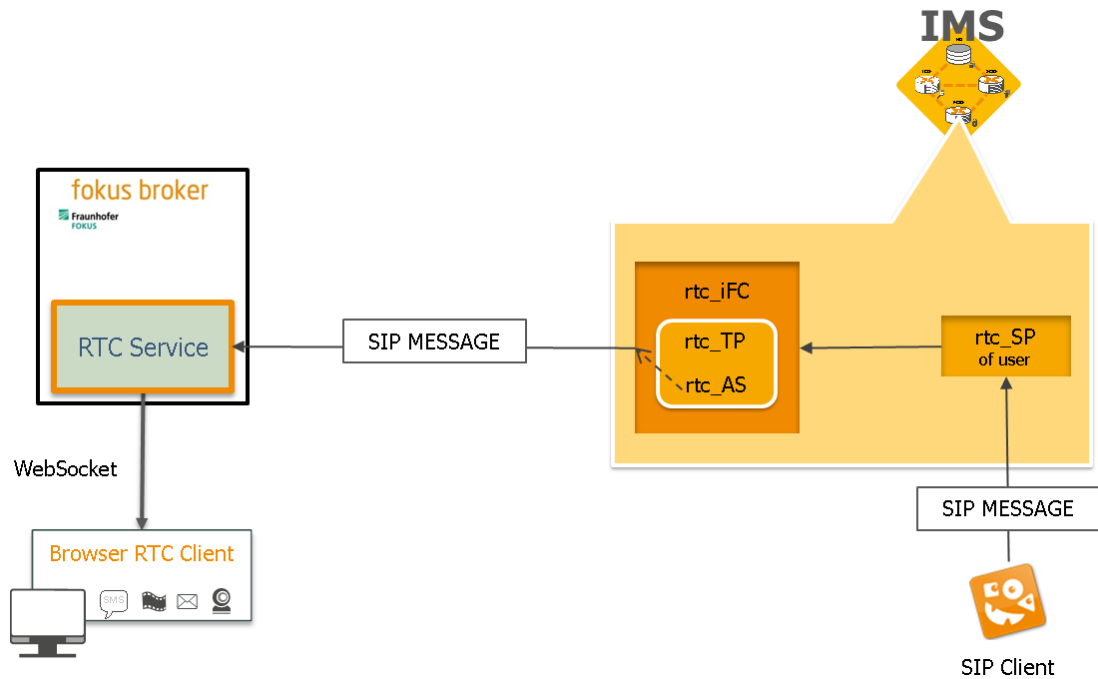 IMS
fokus broker
Fraunhofer
FOKUS
rtc_iFC
rtc_TP
rtc_AS
rtc_SP
of user
SIP MESSAGE
RTC Service
WebSocket
SIP MESSAGE
Browser RTC Client
SMS
SIP Client